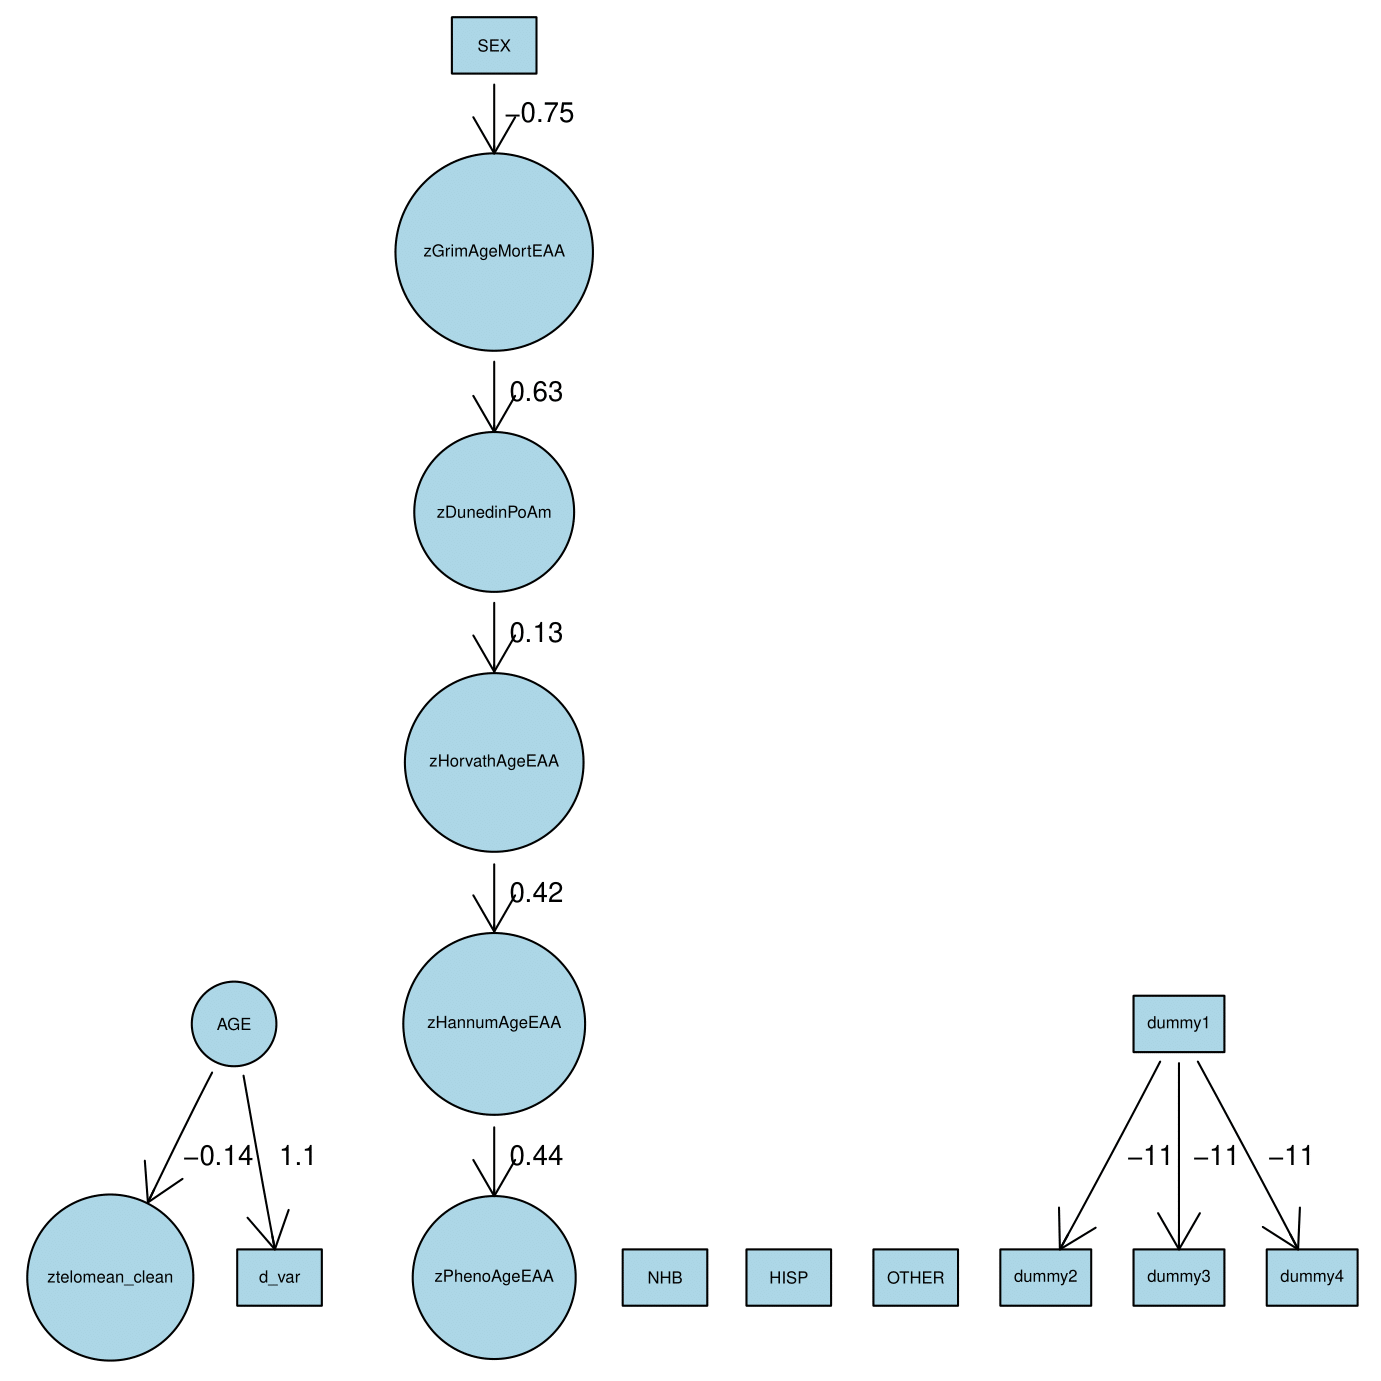 SEX
−0.75
zGrimAgeMortEAA
0.63
zDunedinPoAm
0.13
zHorvathAgeEAA
0.42
AGE
zHannumAgeEAA
dummy1
−0.14
1.1
0.44
−11
−11
−11
ztelomean_clean
d_var
zPhenoAgeEAA
NHB
HISP
OTHER
dummy2
dummy3
dummy4